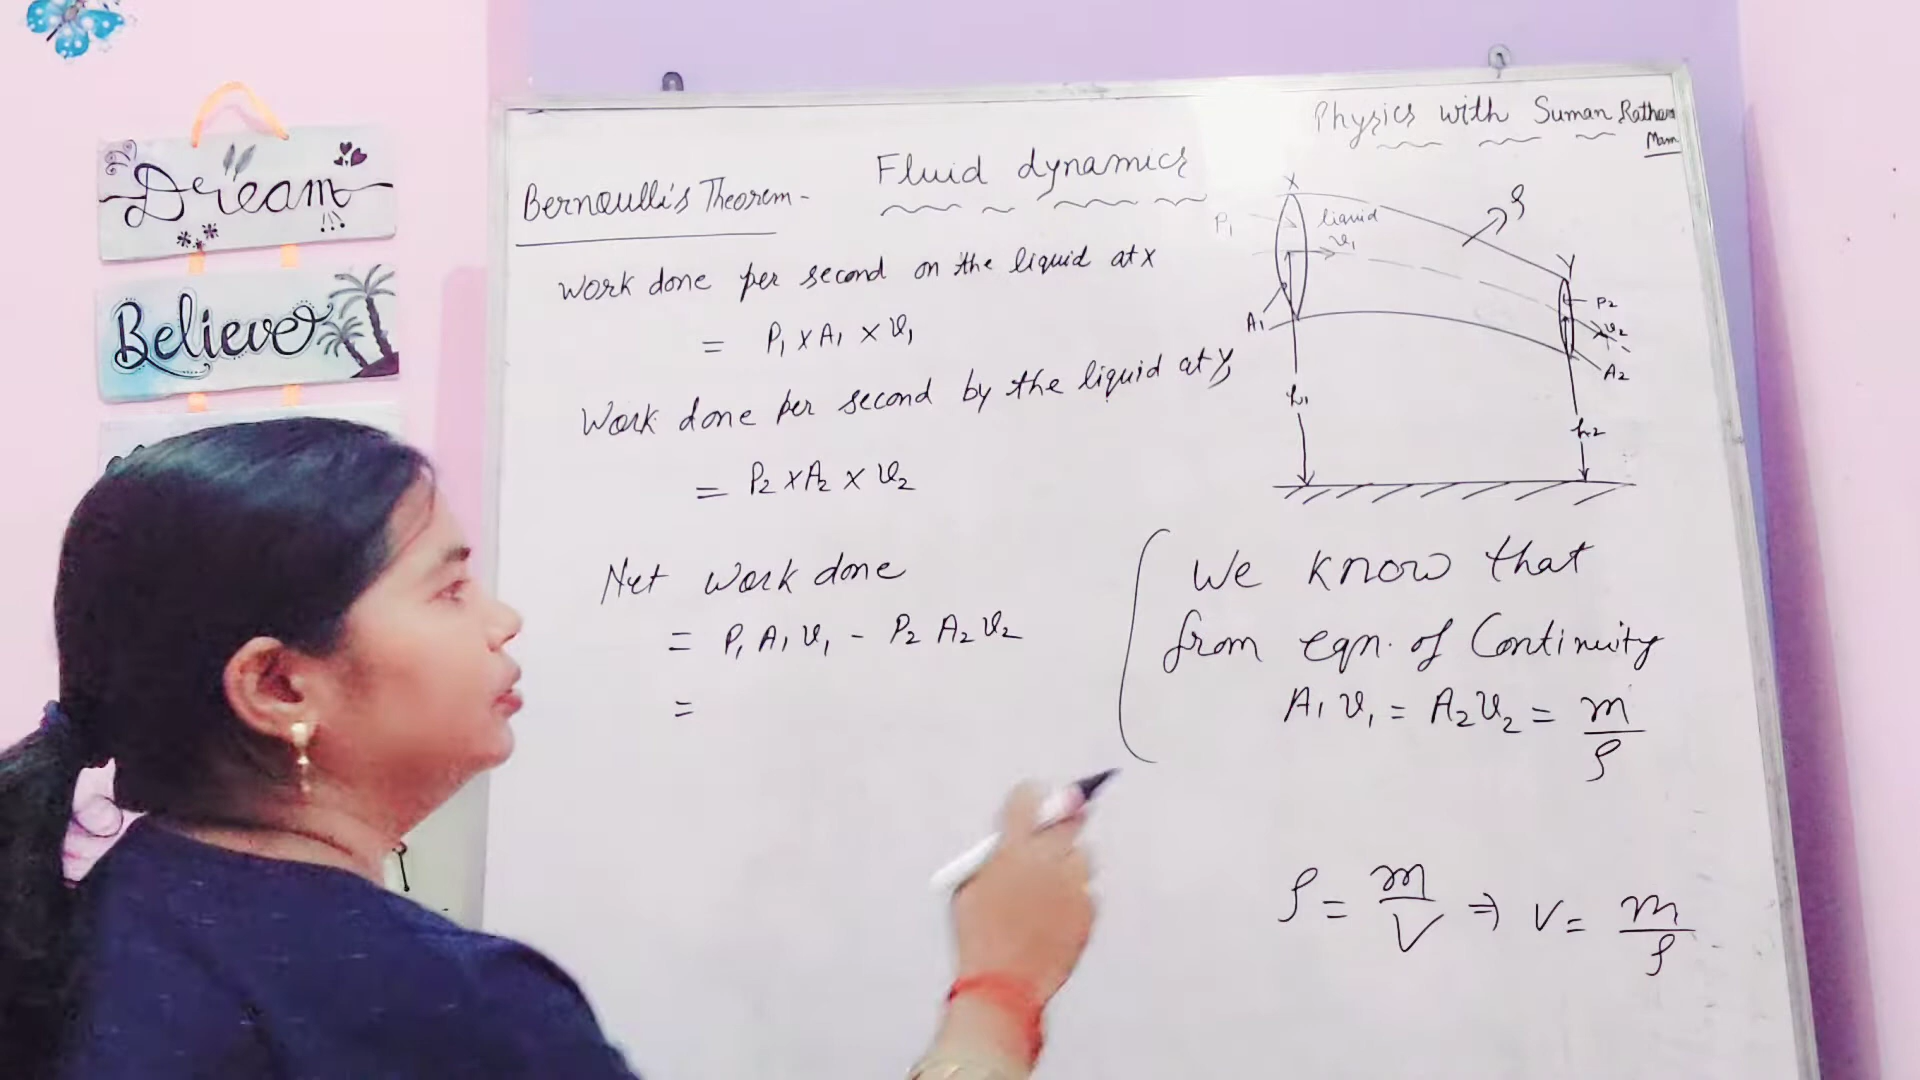 Dream
Believe
Physics with Suman Rathore
Mam
Fluid dynamics
Bernoulli's Theorem -
Work done per second on the liquid at X
= P₁ × A₁ × v₁
Work done per second by the liquid at Y
= P₂ × A₂ × v₂
Net work done
= P₁ A₁ v₁ - P₂ A₂ v₂
=
X
P₁
liquid
v₁
ρ
A₁
h₁
Y
P₂
v₂
A₂
h₂
We know that
from eqn. of Continuity
A₁ v₁ = A₂ v₂ = m/ρ
ρ = m/V ⇒ V = m/ρ